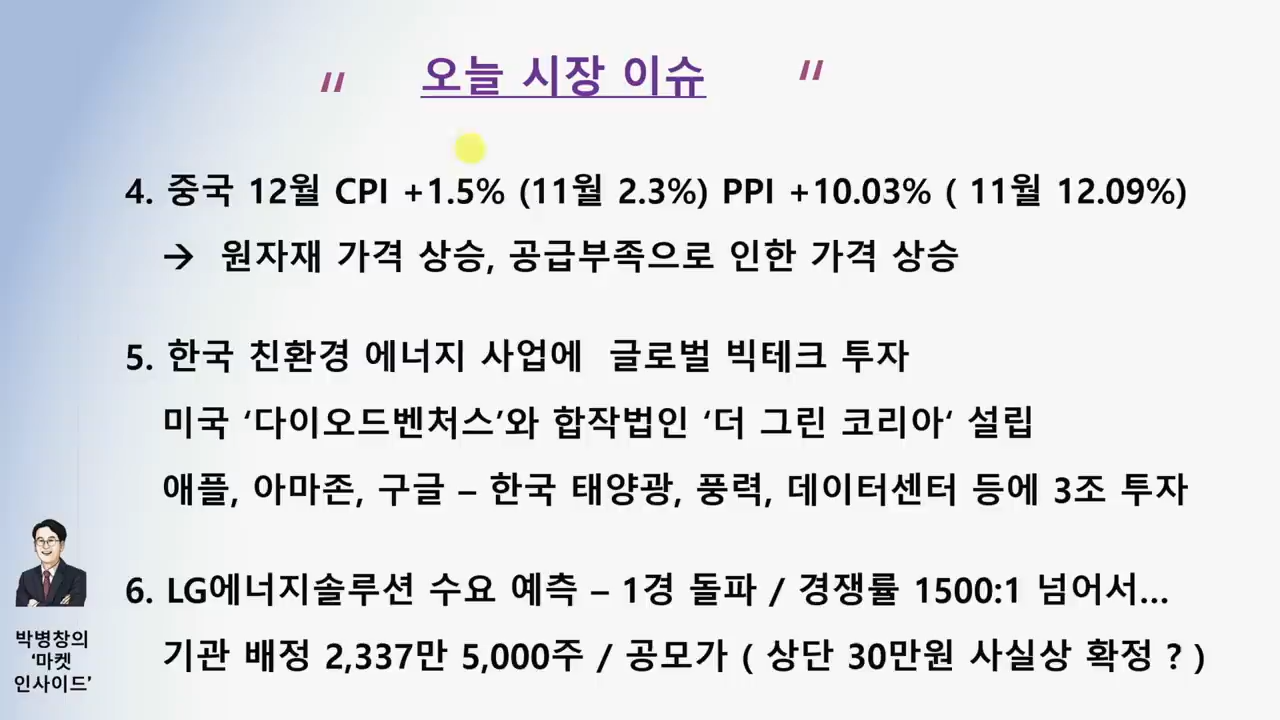 " 오늘 시장 이슈 "
4. 중국 12월 CPI +1.5% (11월 2.3%) PPI +10.03% ( 11월 12.09%)
→ 원자재 가격 상승, 공급부족으로 인한 가격 상승
5. 한국 친환경 에너지 사업에 글로벌 빅테크 투자
미국 ‘다이오드벤처스’와 합작법인 ‘더 그린 코리아‘ 설립
애플, 아마존, 구글 – 한국 태양광, 풍력, 데이터센터 등에 3조 투자
6. LG에너지솔루션 수요 예측 – 1경 돌파 / 경쟁률 1500:1 넘어서...
기관 배정 2,337만 5,000주 / 공모가 ( 상단 30만원 사실상 확정 ? )
박병창의
‘마켓
인사이드’